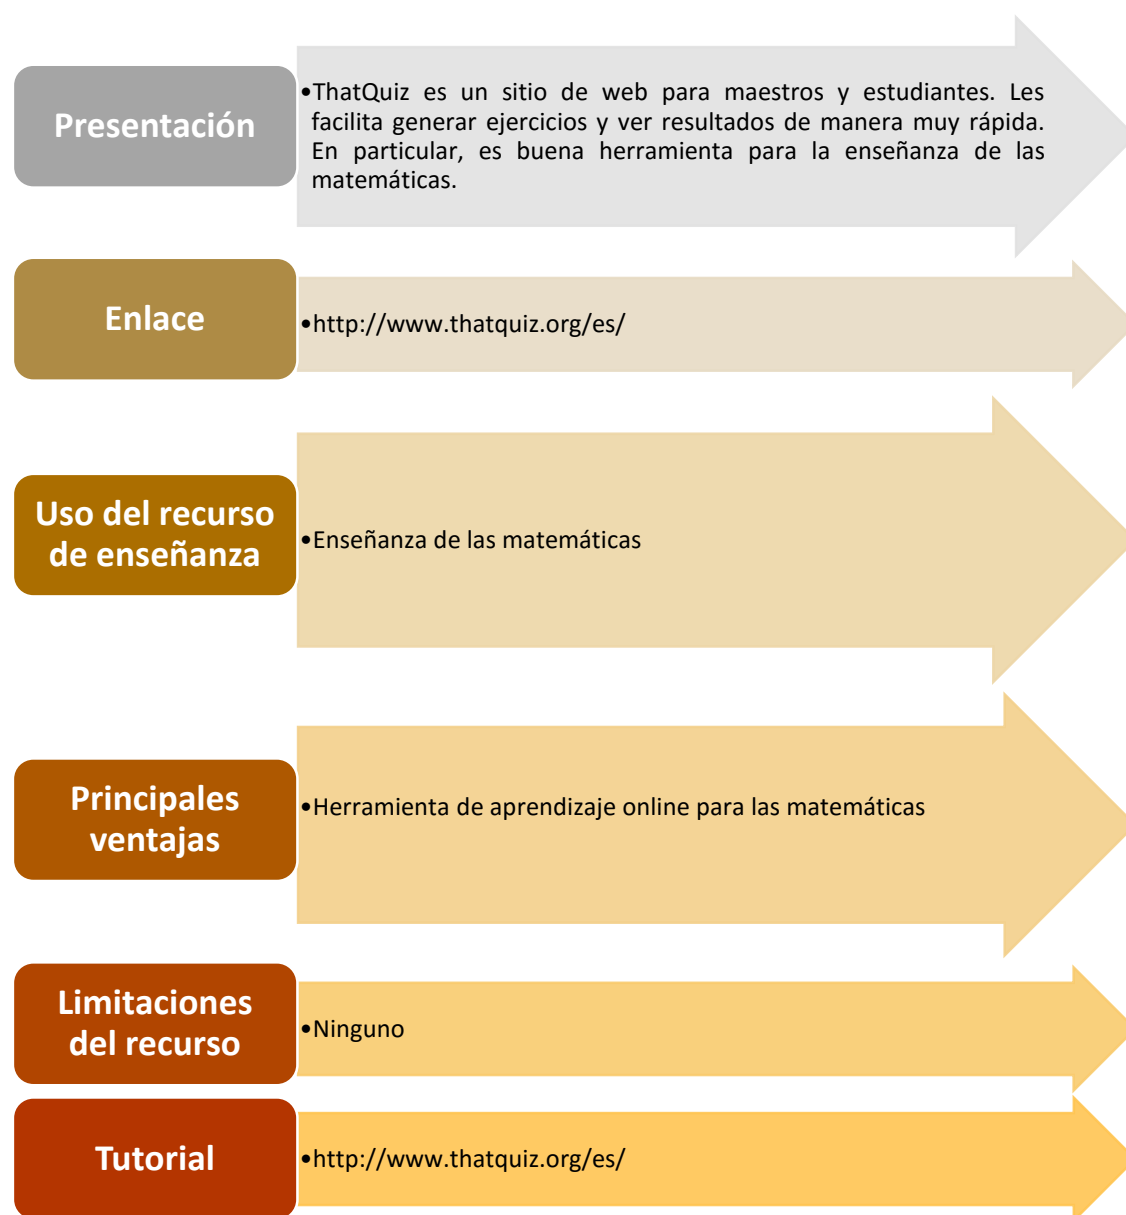 Presentación
•ThatQuiz es un sitio de web para maestros y estudiantes. Les
facilita generar ejercicios y ver resultados de manera muy rápida.
En particular, es buena herramienta para la enseñanza de las
matemáticas.
Enlace
•http://www.thatquiz.org/es/
Uso del recurso
de enseñanza
•Enseñanza de las matemáticas
Principales
ventajas
•Herramienta de aprendizaje online para las matemáticas
Limitaciones
del recurso
•Ninguno
Tutorial
•http://www.thatquiz.org/es/